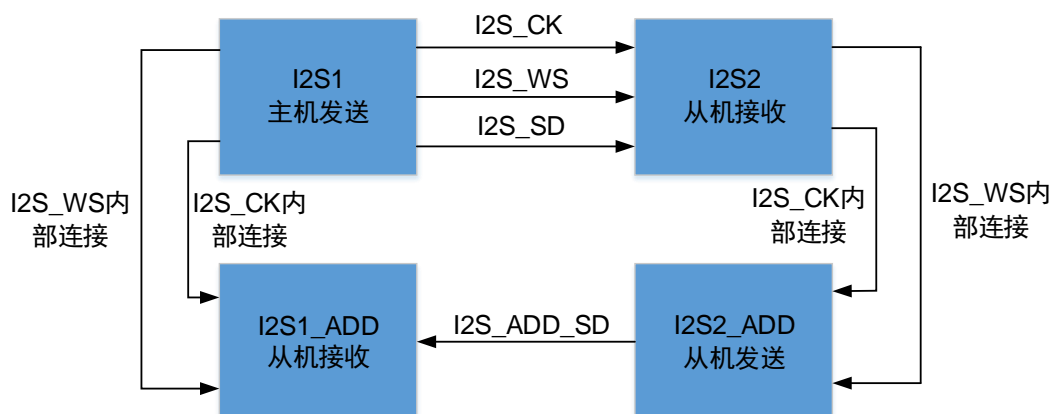 I2S_CK
I2S1
主机发送
I2S_WS
I2S2
从机接收
I2S_SD
I2S_WS内
部连接
I2S_CK内
部连接
I2S_CK内
部连接
I2S_WS内
部连接
I2S1_ADD
从机接收
I2S_ADD_SD
I2S2_ADD
从机发送